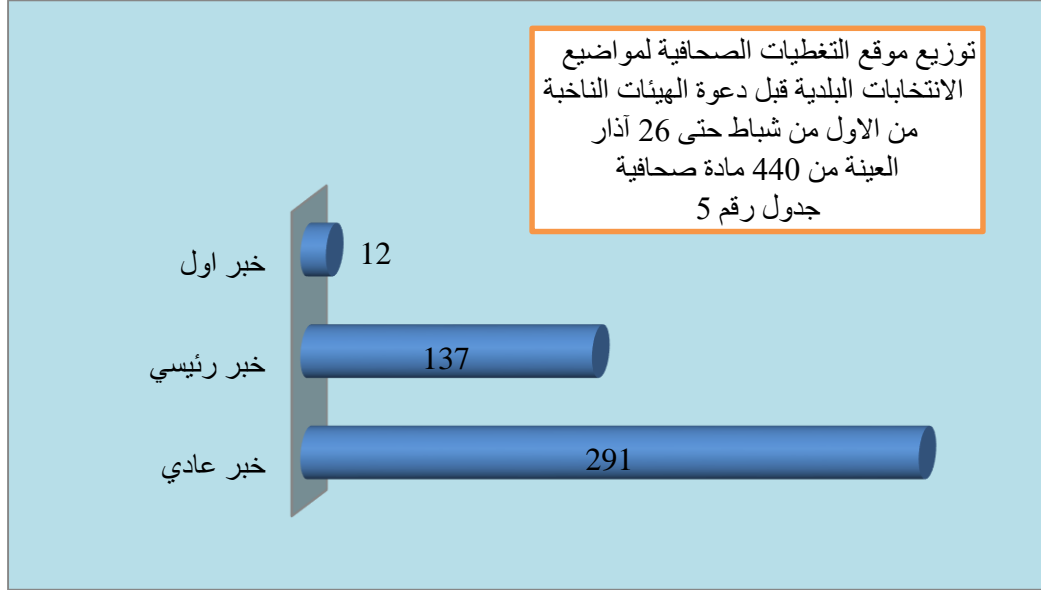 توزيع موقع التغطيات الصحافية لمواضيع
الانتخابات البلدية قبل دعوة الهيئات الناخبة
من الاول من شباط حتى 26 آذار
العينة من 440 مادة صحافية
جدول رقم 5
خبر اول
12
خبر رئيسي
137
خبر عادي
291